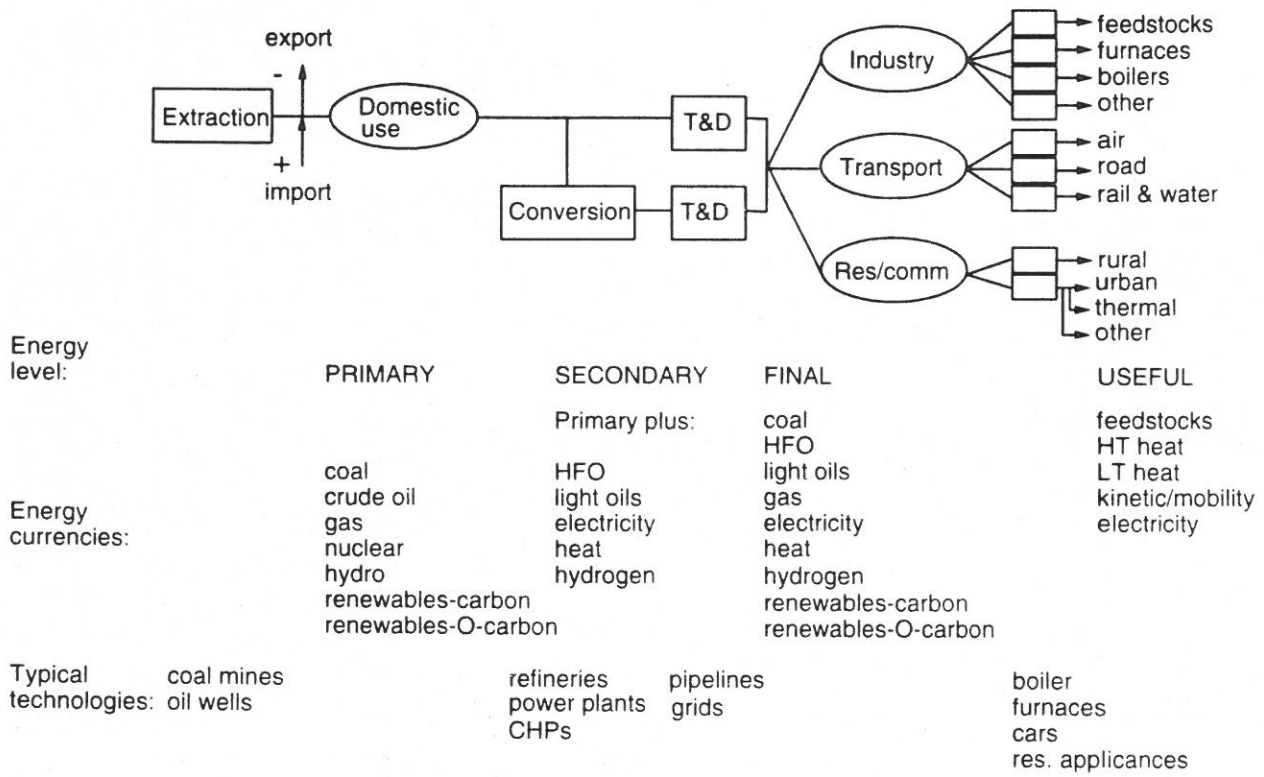 export
-
Extraction
Domestic
use
+
import
Conversion
T&D
T&D
Industry
Transport
Res/comm
feedstocks
furnaces
boilers
other
air
road
rail & water
rural
urban
thermal
other
Energy
level:
PRIMARY
SECONDARY
FINAL
USEFUL
Energy
currencies:
coal
crude oil
gas
nuclear
hydro
renewables-carbon
renewables-O-carbon
Primary plus:
HFO
light oils
electricity
heat
hydrogen
coal
HFO
light oils
gas
electricity
heat
hydrogen
renewables-carbon
renewables-O-carbon
feedstocks
HT heat
LT heat
kinetic/mobility
electricity
Typical
technologies:
coal mines
oil wells
refineries
power plants
CHPs
pipelines
grids
boiler
furnaces
cars
res. applicances